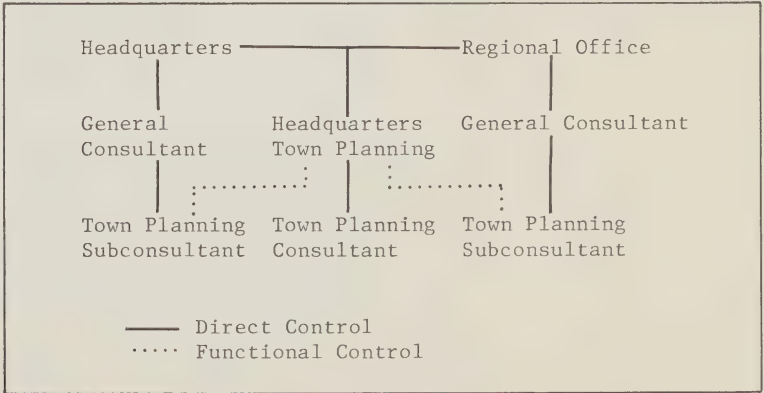 Headquarters Regional Office
General Headquarters General Consultant
Consultant Town Planning
Town Planning Town Planning Town Planning
Subconsultant Consultant Subconsultant
Direct Control
Functional Control